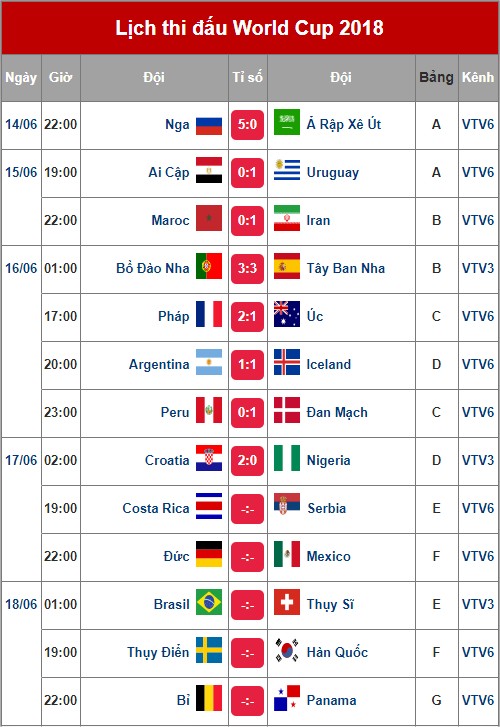 Lịch thi đấu World Cup 2018
Ngày Giờ Đội Tỉ số Đội Bảng Kênh
14/06 22:00 Nga 5:0 Ả Rập Xê Út A VTV6
15/06 19:00 Ai Cập 0:1 Uruguay A VTV6
22:00 Maroc 0:1 Iran B VTV6
16/06 01:00 Bồ Đào Nha 3:3 Tây Ban Nha B VTV3
17:00 Pháp 2:1 Úc C VTV6
20:00 Argentina 1:1 Iceland D VTV6
23:00 Peru 0:1 Đan Mạch C VTV6
17/06 02:00 Croatia 2:0 Nigeria D VTV3
19:00 Costa Rica -:- Serbia E VTV6
22:00 Đức -:- Mexico F VTV6
18/06 01:00 Brasil -:- Thụy Sĩ E VTV3
19:00 Thụy Điển -:- Hàn Quốc F VTV6
22:00 Bỉ -:- Panama G VTV6